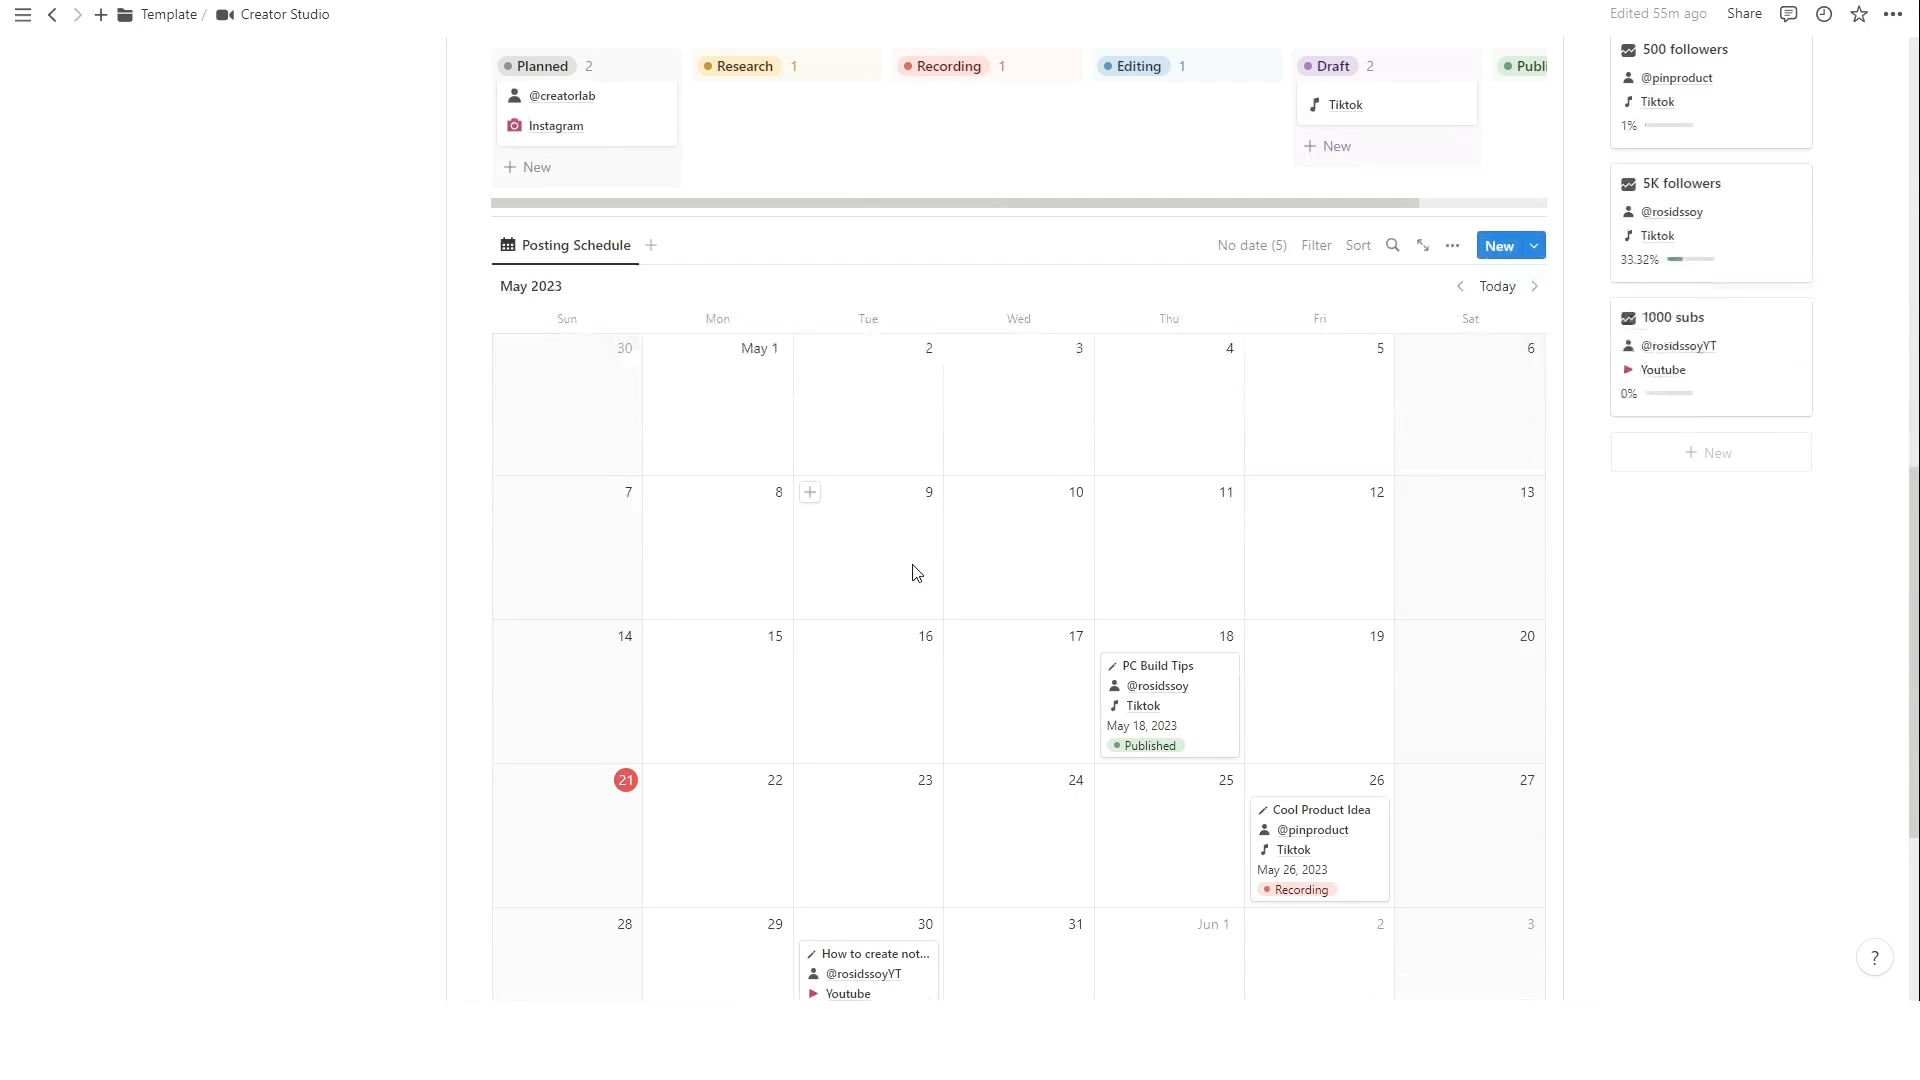 Template / Creator Studio
Edited 55m ago Share
Planned 2
Research 1
Recording 1
Editing 1
Draft 2
Publi
@creatorlab
Instagram
+ New
Tiktok
+ New
500 followers
@pinproduct
Tiktok
1%
5K followers
@rosidssoy
Tiktok
33.32%
1000 subs
@rosidssoyYT
Youtube
0%
+ New
Posting Schedule +
No date (5) Filter Sort ••• New
May 2023
Today
Sun Mon Tue Wed Thu Fri Sat
30 May 1 2 3 4 5 6
7 8 9 10 11 12 13
14 15 16 17 18 19 20
PC Build Tips
@rosidssoy
Tiktok
May 18, 2023
Published
21 22 23 24 25 26 27
Cool Product Idea
@pinproduct
Tiktok
May 26, 2023
Recording
28 29 30 31 Jun 1 2 3
How to create not...
@rosidssoyYT
Youtube
?